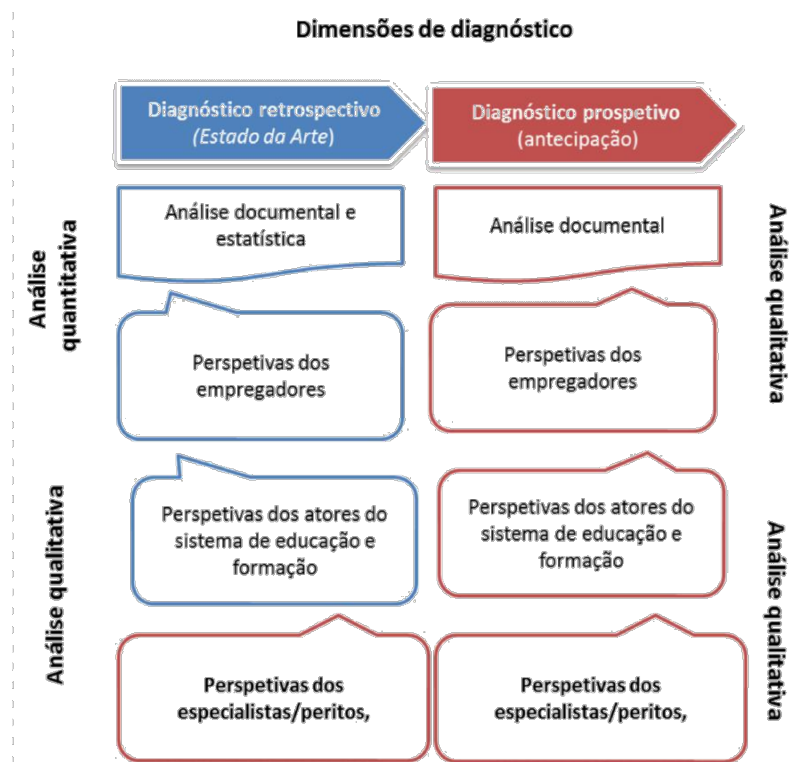 Dimensões de diagnóstico
Diagnóstico retrospectivo
(Estado da Arte)
Diagnóstico prospetivo
(antecipação)
Análise
quantitativa
Análise documental e
estatística
Análise documental
Análise qualitativa
Perspetivas dos
empregadores
Perspetivas dos
empregadores
Análise qualitativa
Perspetivas dos atores do
sistema de educação e
formação
Perspetivas dos atores do
sistema de educação e
formação
Análise qualitativa
Perspetivas dos
especialistas/peritos,
Perspetivas dos
especialistas/peritos,